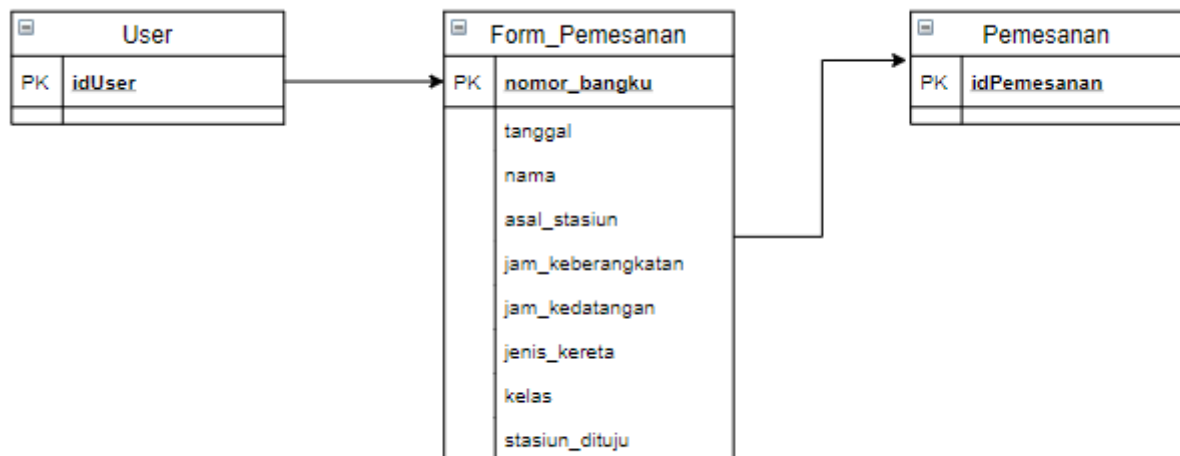 User
PK idUser
Form_Pemesanan
PK nomor_bangku
tanggal
nama
asal_stasiun
jam_keberangkatan
jam_kedatangan
jenis_kereta
kelas
stasiun_dituju
Pemesanan
PK idPemesanan